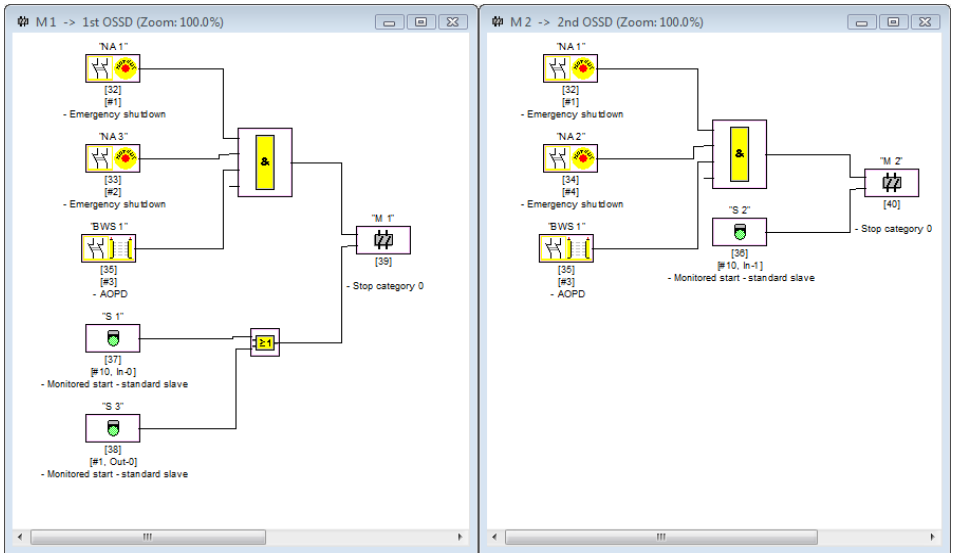 M 1 -> 1st OSSD (Zoom: 100.0%)
"NA 1"
[32]
[#1]
- Emergency shutdown
"NA 3"
[33]
[#2]
- Emergency shutdown
&
"BWS 1"
[35]
[#3]
- AOPD
"M 1"
[39]
- Stop category 0
"S 1"
[37]
[#10, In-0]
- Monitored start - standard slave
≥1
"S 3"
[38]
[#1, Out-0]
- Monitored start - standard slave
M 2 -> 2nd OSSD (Zoom: 100.0%)
"NA 1"
[32]
[#1]
- Emergency shutdown
"NA 2"
[34]
[#4]
- Emergency shutdown
&
"BWS 1"
[35]
[#3]
- AOPD
"M 2"
[40]
- Stop category 0
"S 2"
[36]
[#10, In-1]
- Monitored start - standard slave